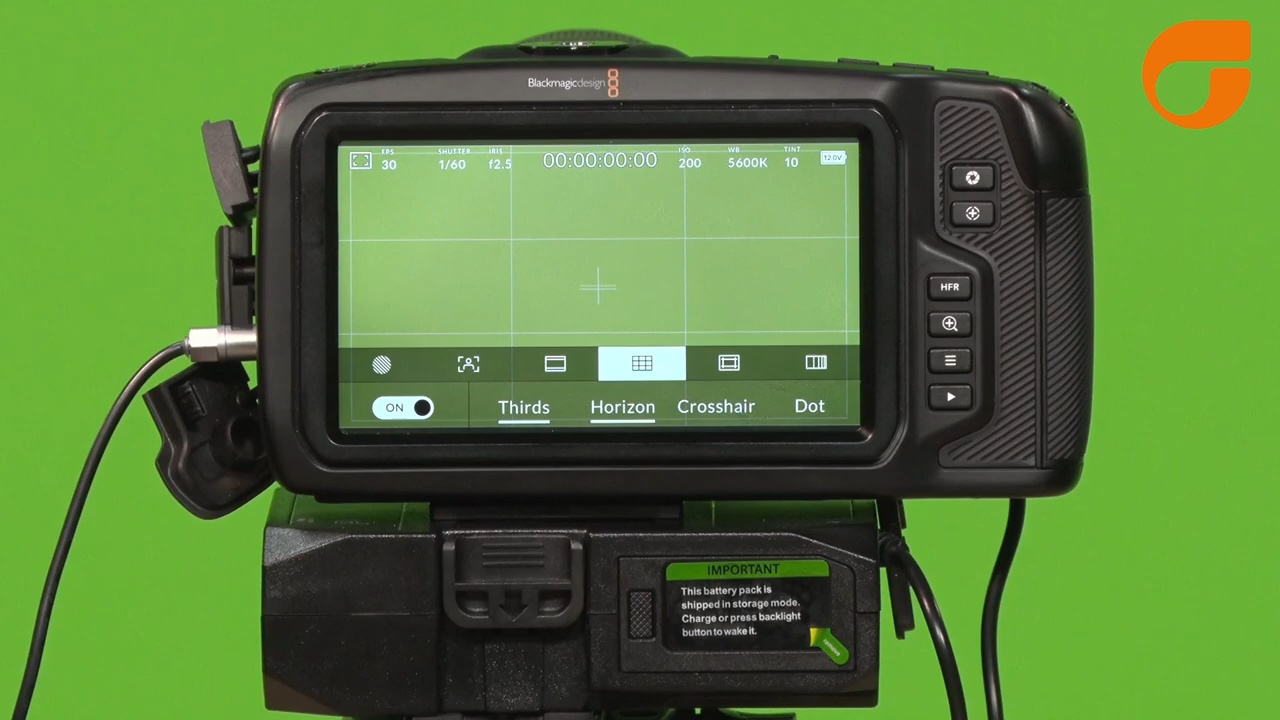 Blackmagicdesign
FPS SHUTTER IRIS 00:00:00:00 ISO WB TINT
30 1/60 f2.5 200 5600K 10 12.0V
HFR
ON Thirds Horizon Crosshair Dot
IMPORTANT
This battery pack is
shipped in storage mode.
Charge or press backlight
button to wake it.
remove